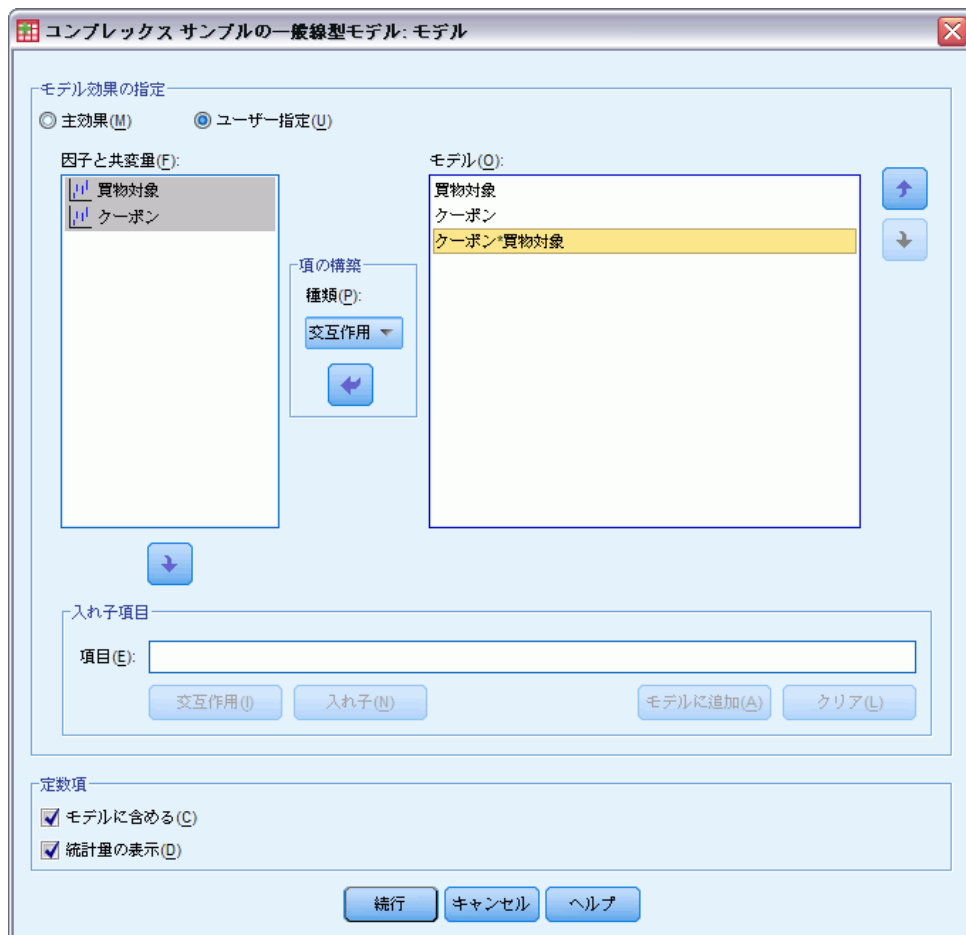 コンプレックス サンプルの一般線型モデル: モデル
モデル効果の指定
主効果(M)
ユーザー指定(U)
因子と共変量(F):
モデル(O):
買物対象
クーポン
買物対象
クーポン
クーポン*買物対象
項の構築
種類(P):
交互作用
入れ子項目
項目(E):
交互作用(I)
入れ子(N)
モデルに追加(A)
クリア(L)
定数項
モデルに含める(C)
統計量の表示(D)
続行
キャンセル
ヘルプ